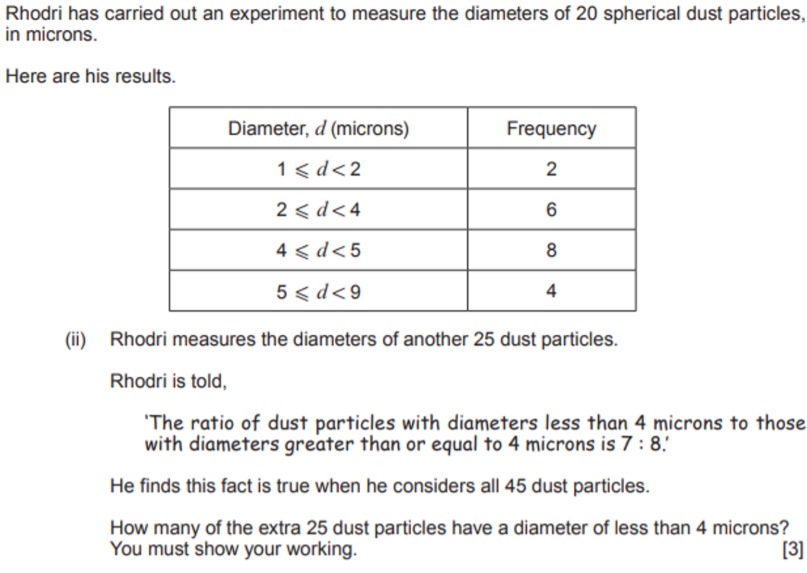 Rhodri has carried out an experiment to measure the diameters of 20 spherical dust particles,
in microns.
Here are his results.
Diameter, d (microns) Frequency
1 ⩽ d < 2 2
2 ⩽ d < 4 6
4 ⩽ d < 5 8
5 ⩽ d < 9 4
(ii) Rhodri measures the diameters of another 25 dust particles.
Rhodri is told,
'The ratio of dust particles with diameters less than 4 microns to those
with diameters greater than or equal to 4 microns is 7 : 8.'
He finds this fact is true when he considers all 45 dust particles.
How many of the extra 25 dust particles have a diameter of less than 4 microns?
You must show your working. [3]